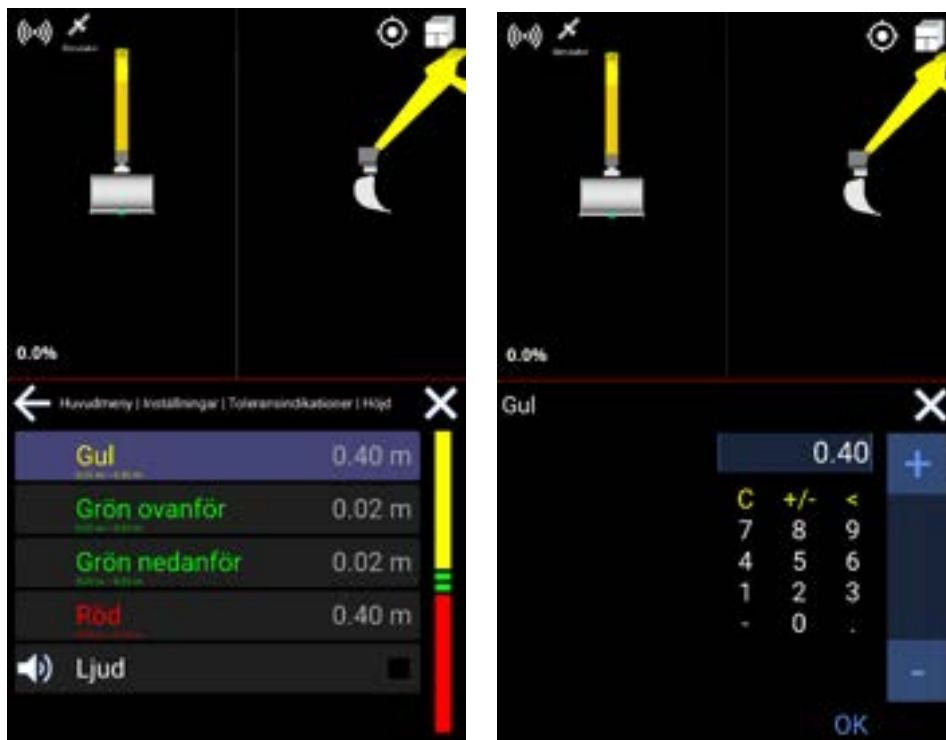 0.0%
Huvudmeny | Inställningar | Toleransindikationer | Höjd
Gul 0.40 m
Grön ovanför 0.02 m
Grön nedanför 0.02 m
Röd 0.40 m
Ljud
0.0%
Gul
0.40
+
C +/- <
7 8 9
4 5 6
1 2 3
- 0 .
-
OK